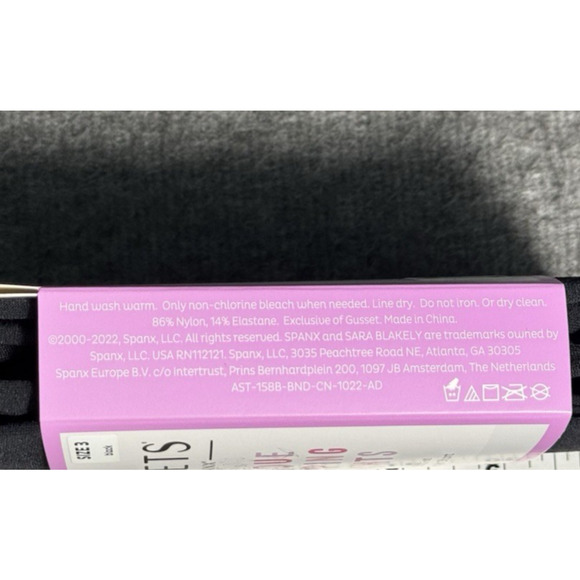 Hand wash warm. Only non-chlorine bleach when needed. Line dry. Do not iron. Or dry clean.
86% Nylon, 14% Elastane. Exclusive of Gusset. Made in China.
©2000-2022, Spanx, LLC. All rights reserved. SPANX and SARA BLAKELY are trademarks owned by
Spanx, LLC. USA RN112121. Spanx, LLC, 3035 Peachtree Road NE, Atlanta, GA 30305
Spanx Europe B.V. c/o intertrust, Prins Bernhardplein 200, 1097 JB Amsterdam, The Netherlands
AST-1588-BND-CN-1022-AD
SIZE 3
black
ETS